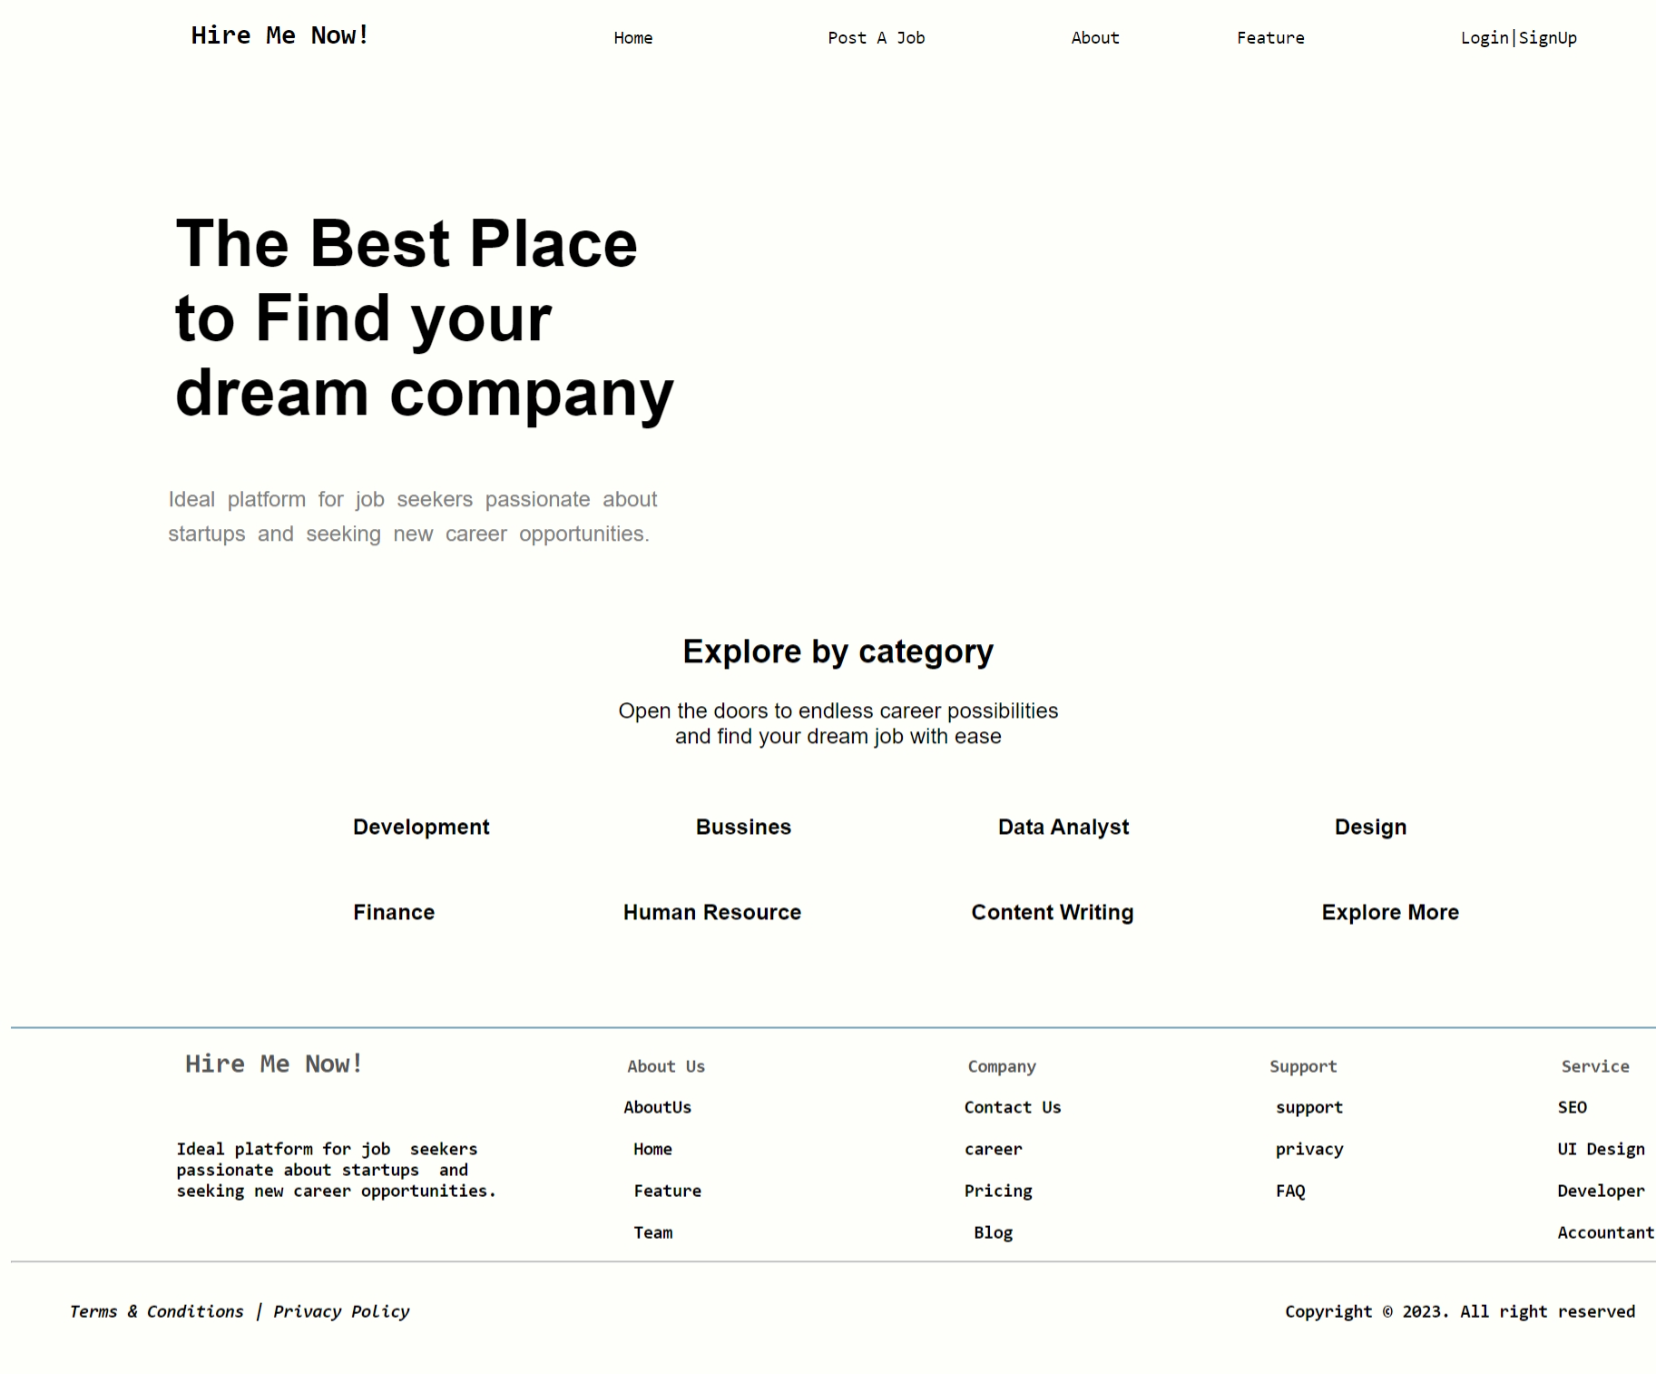 Hire Me Now!
Home
Post A Job
About
Feature
Login|SignUp
The Best Place
to Find your
dream company
Ideal platform for job seekers passionate about
startups and seeking new career opportunities.
Explore by category
Open the doors to endless career possibilities
and find your dream job with ease
Development
Bussines
Data Analyst
Design
Finance
Human Resource
Content Writing
Explore More
Hire Me Now!
Ideal platform for job seekers
passionate about startups and
seeking new career opportunities.
About Us
AboutUs
Home
Feature
Team
Company
Contact Us
career
Pricing
Blog
Support
support
privacy
FAQ
Service
SEO
UI Design
Developer
Accountant
Terms & Conditions | Privacy Policy
Copyright © 2023. All right reserved